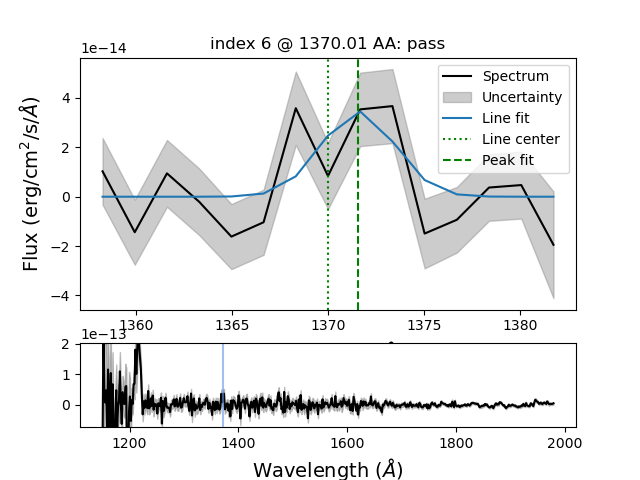 index 6 @ 1370.01 AA: pass
1e−14
Flux (erg/cm²/s/Å)
4
2
0
−2
−4
Spectrum
Uncertainty
Line fit
Line center
Peak fit
1360
1365
1370
1375
1380
1e−13
2
1
0
1200
1400
1600
1800
2000
Wavelength (Å)